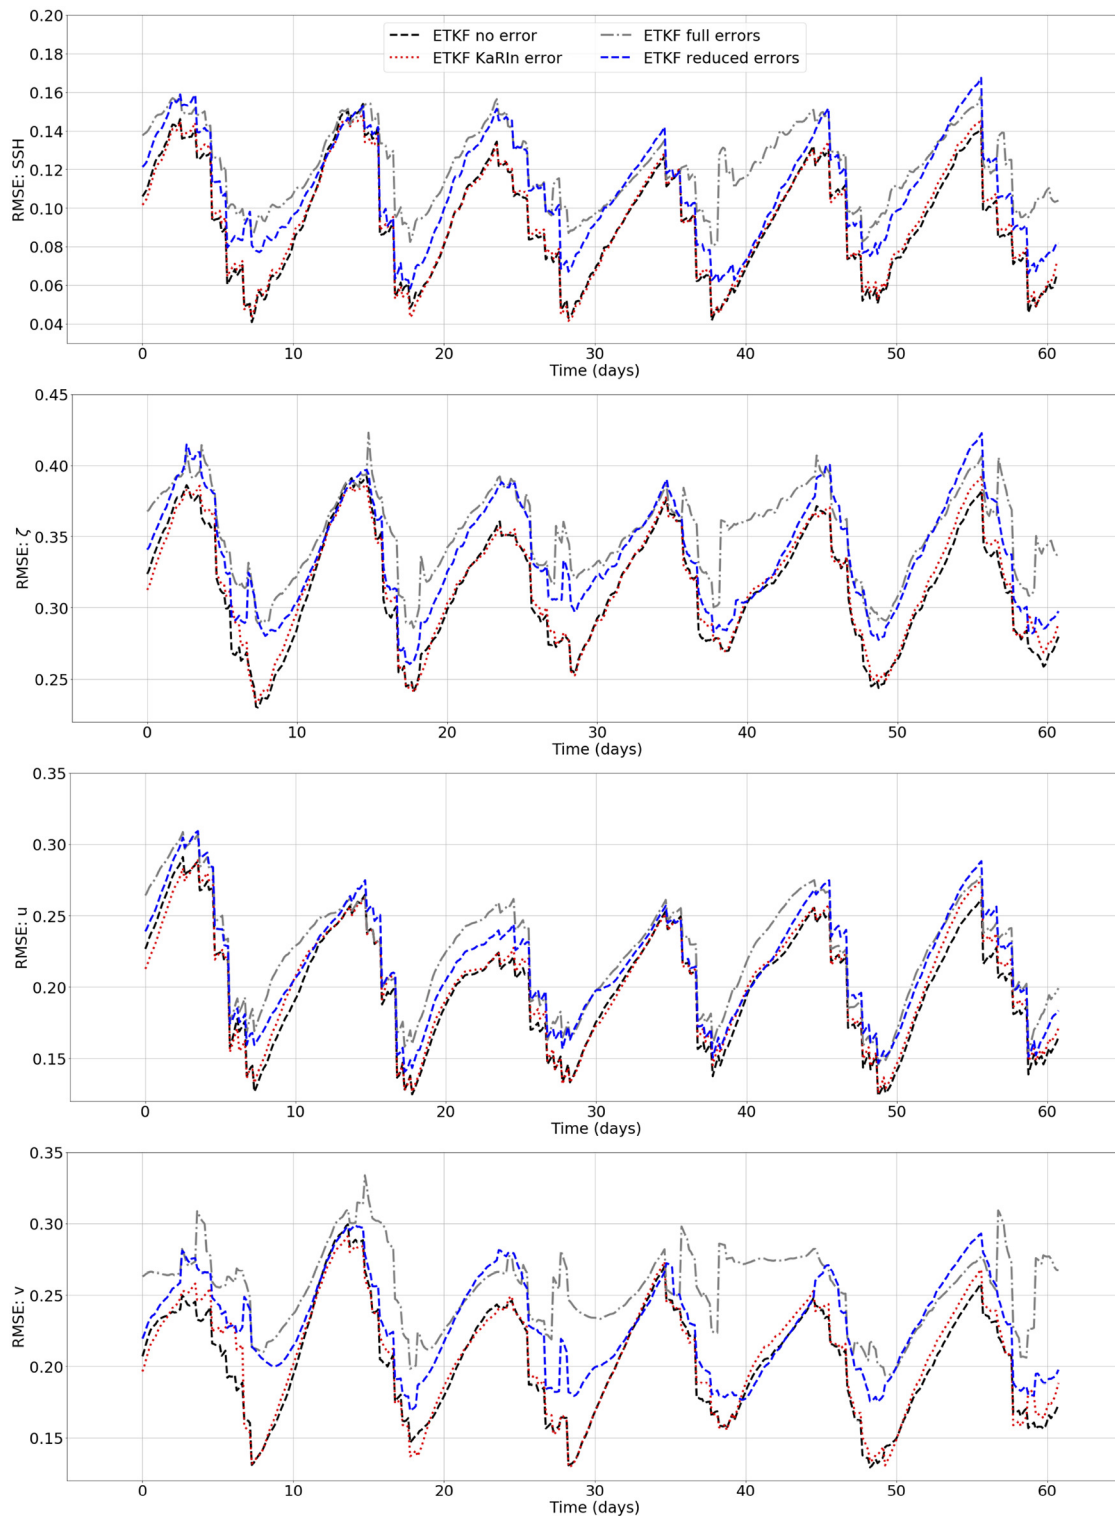 ETKF no error
ETKF KaRIn error
ETKF full errors
ETKF reduced errors
RMSE: SSH
0.20
0.18
0.16
0.14
0.12
0.10
0.08
0.06
0.04
0 10 20 30 40 50 60
Time (days)
RMSE: ζ
0.45
0.40
0.35
0.30
0.25
0 10 20 30 40 50 60
Time (days)
RMSE: u
0.35
0.30
0.25
0.20
0.15
0 10 20 30 40 50 60
Time (days)
RMSE: v
0.35
0.30
0.25
0.20
0.15
0 10 20 30 40 50 60
Time (days)